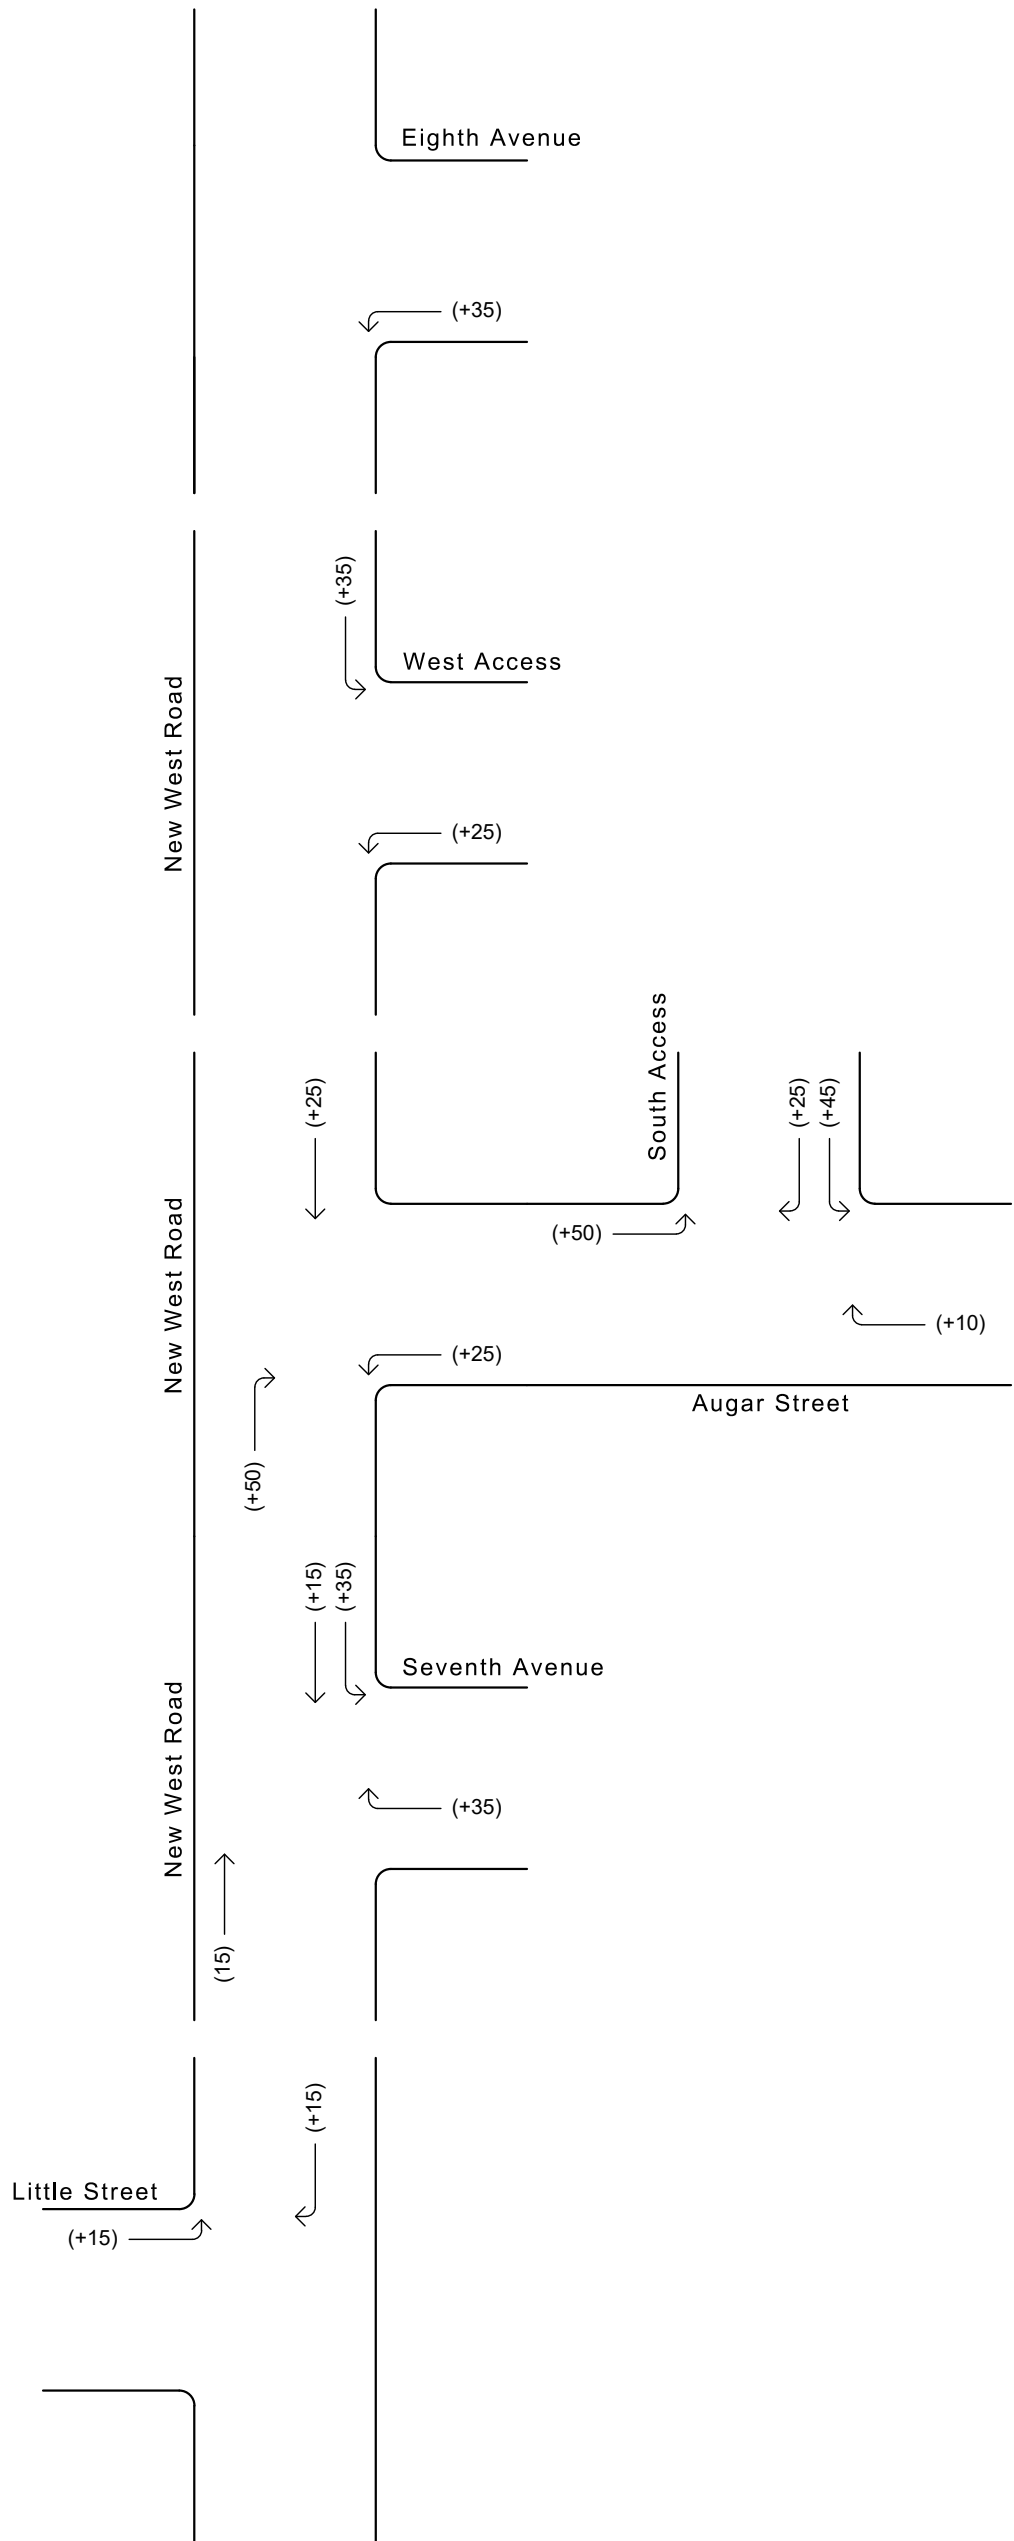 Eighth Avenue
(+35)
(+35)
West Access
New West Road
(+25)
South Access
(+25)
(+25)
(+45)
New West Road
(+50)
(+10)
(+25)
Augar Street
(+50)
(+15)
(+35)
Seventh Avenue
New West Road
(+35)
(15)
(+15)
Little Street
(+15)